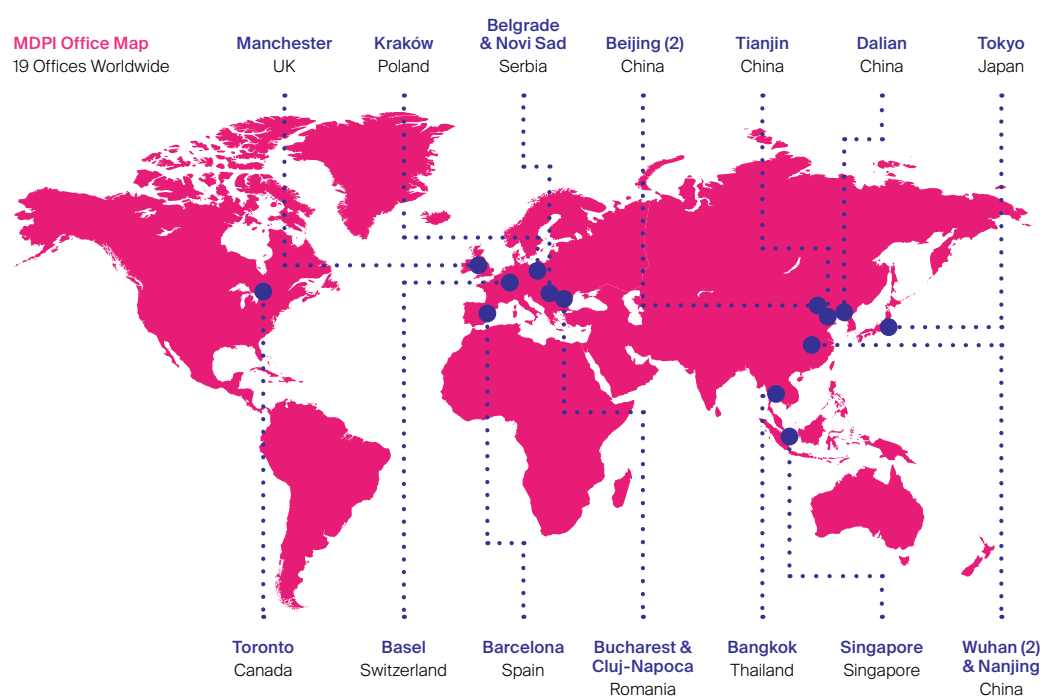 MDPI Office Map
19 Offices Worldwide
Manchester
UK
Kraków
Poland
Belgrade
& Novi Sad
Serbia
Beijing (2)
China
Tianjin
China
Dalian
China
Tokyo
Japan
Toronto
Canada
Basel
Switzerland
Barcelona
Spain
Bucharest &
Cluj-Napoca
Romania
Bangkok
Thailand
Singapore
Singapore
Wuhan (2)
& Nanjing
China